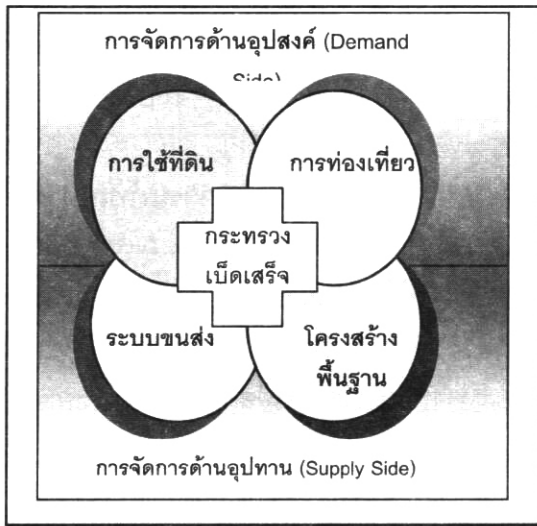 การจัดการด้านอุปสงค์ (Demand
Side)
การใช้ที่ดิน
การท่องเที่ยว
กระทรวง
เบ็ดเสร็จ
ระบบขนส่ง
โครงสร้าง
พื้นฐาน
การจัดการด้านอุปทาน (Supply Side)